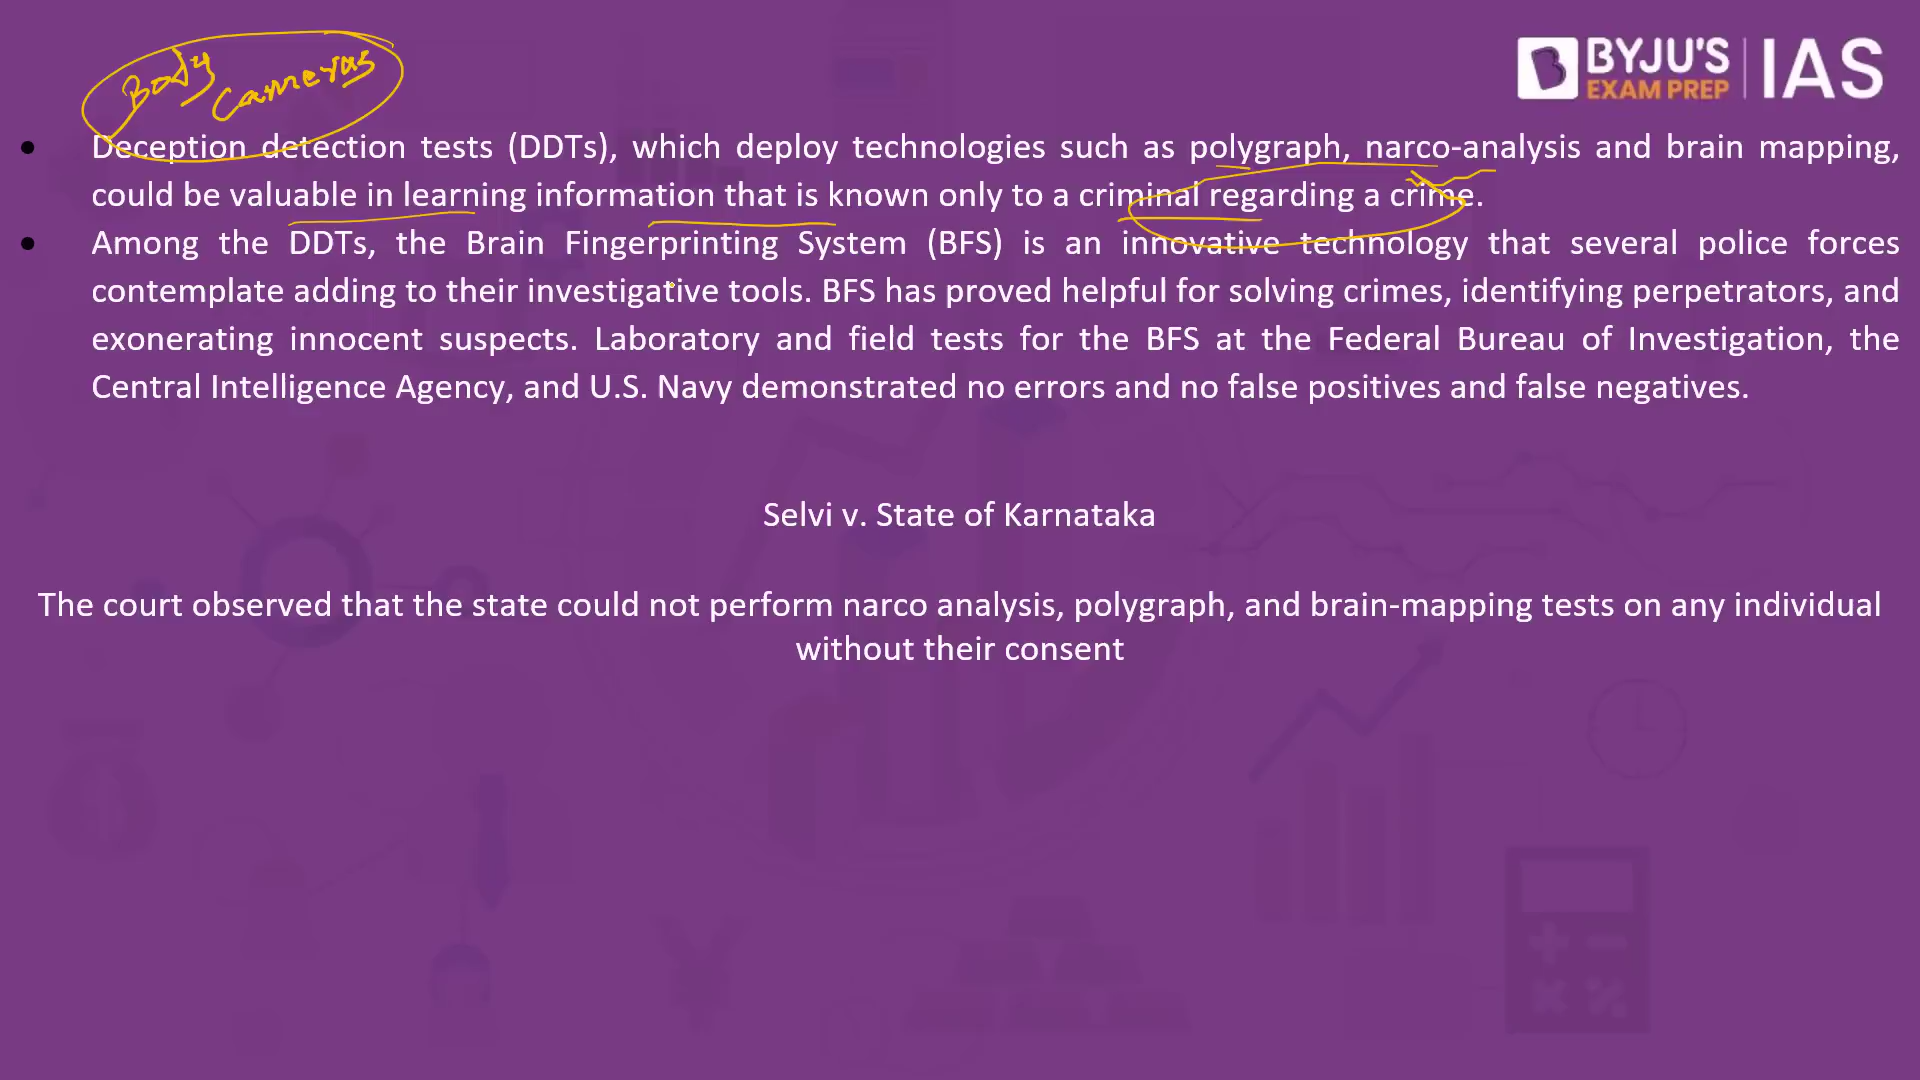 Body
cameras
BYJU'S
EXAM PREP
IAS
• Deception detection tests (DDTs), which deploy technologies such as polygraph, narco-analysis and brain mapping,
could be valuable in learning information that is known only to a criminal regarding a crime.
• Among the DDTs, the Brain Fingerprinting System (BFS) is an innovative technology that several police forces
contemplate adding to their investigative tools. BFS has proved helpful for solving crimes, identifying perpetrators, and
exonerating innocent suspects. Laboratory and field tests for the BFS at the Federal Bureau of Investigation, the
Central Intelligence Agency, and U.S. Navy demonstrated no errors and no false positives and false negatives.
Selvi v. State of Karnataka
The court observed that the state could not perform narco analysis, polygraph, and brain-mapping tests on any individual
without their consent